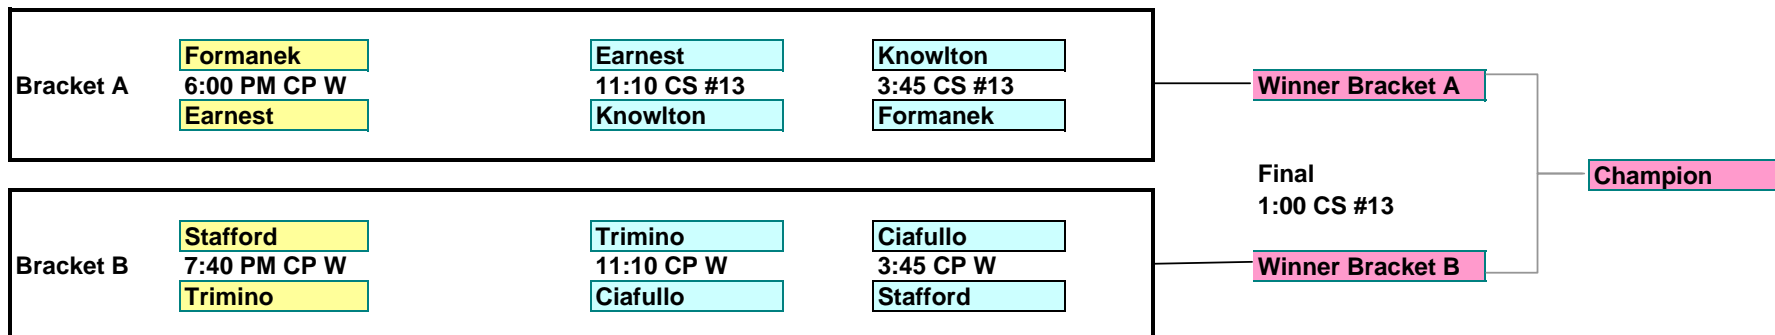 Formanek Earnest Knowlton
Bracket A 6:00 PM CP W 11:10 CS #13 3:45 CS #13 Winner Bracket A
Earnest Knowlton Formanek
Final Champion
1:00 CS #13
Stafford Trimino Ciafullo
Bracket B 7:40 PM CP W 11:10 CP W 3:45 CP W Winner Bracket B
Trimino Ciafullo Stafford